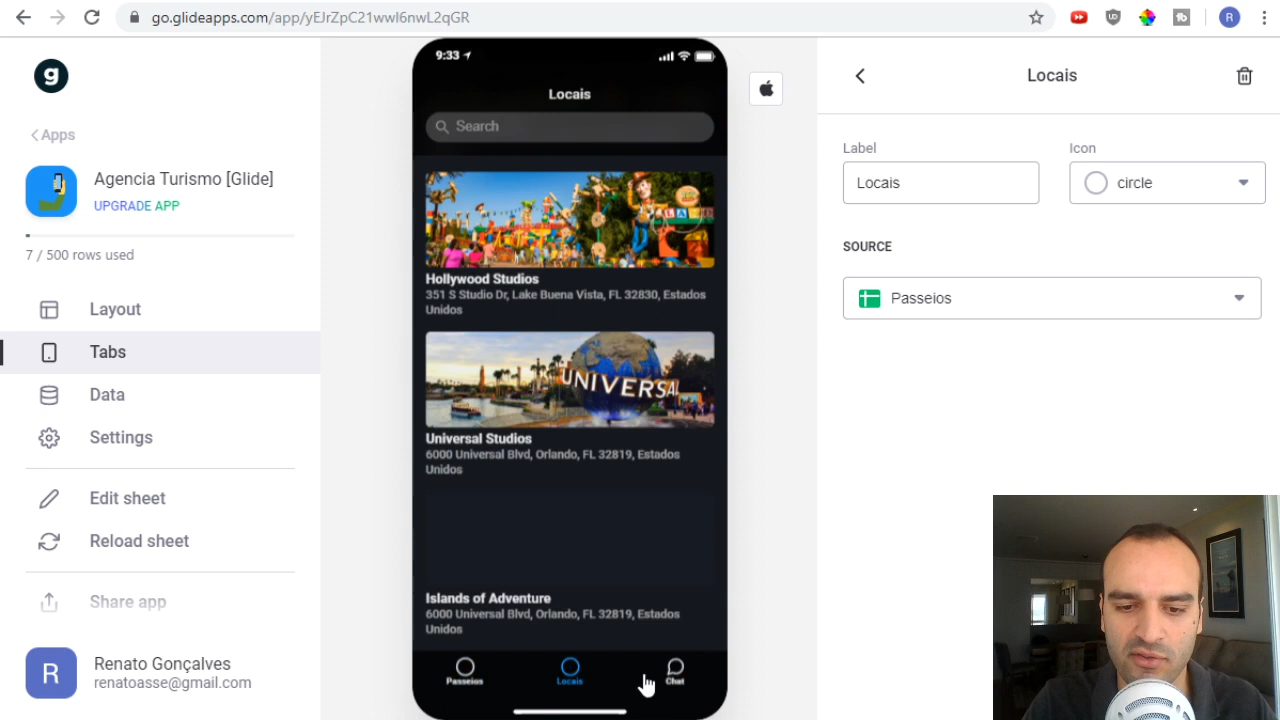 go.glideapps.com/app/yEJrZpC21wwl6nwL2qGR
R
g
Apps
Agencia Turismo [Glide]
UPGRADE APP
7 / 500 rows used
Layout
Tabs
Data
Settings
Edit sheet
Reload sheet
Share app
R
Renato Gonçalves
renatoasse@gmail.com
9:33
Locais
Search
Hollywood Studios
351 S Studio Dr, Lake Buena Vista, FL 32830, Estados
Unidos
UNIVERSAL
Universal Studios
6000 Universal Blvd, Orlando, FL 32819, Estados
Unidos
Islands of Adventure
6000 Universal Blvd, Orlando, FL 32819, Estados
Unidos
Passeios
Locais
Chat
Locais
Label
Icon
Locais
circle
SOURCE
Passeios